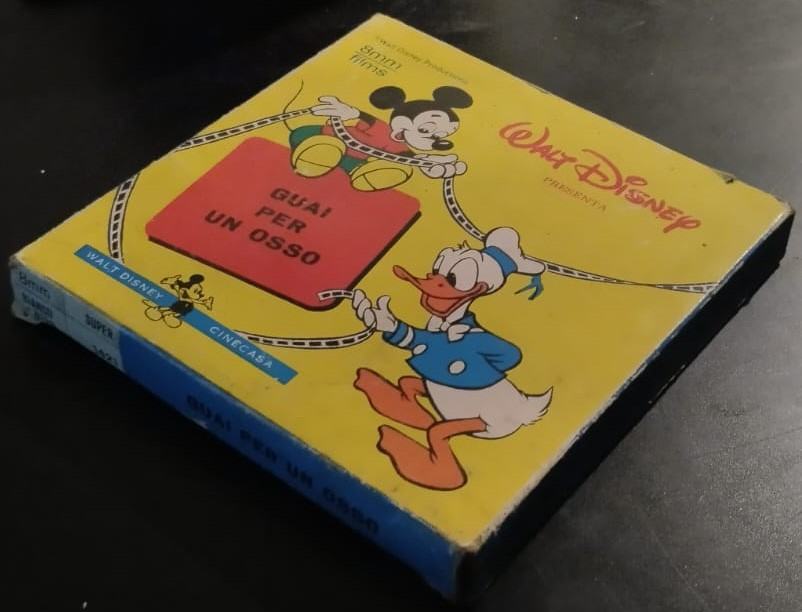 © Walt Disney Productions
8mm
films
WALT DISNEY
PRESENTA
GUAI
PER
UN OSSO
WALT DISNEY
CINECASA
8mm
SUPER
BIANCO
GUAI PER UN OSSO